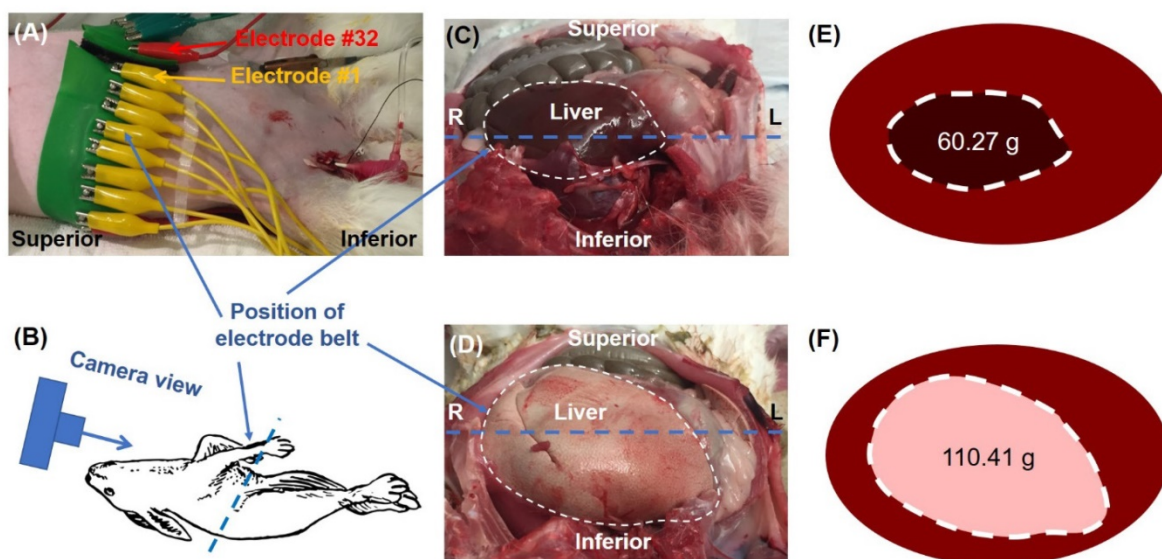 (A)
Electrode #32
Electrode #1
Superior
Inferior
(B)
Camera view
Position of
electrode belt
(C)
Superior
R
Liver
L
Inferior
(D)
Superior
R
Liver
L
Inferior
(E)
60.27 g
(F)
110.41 g